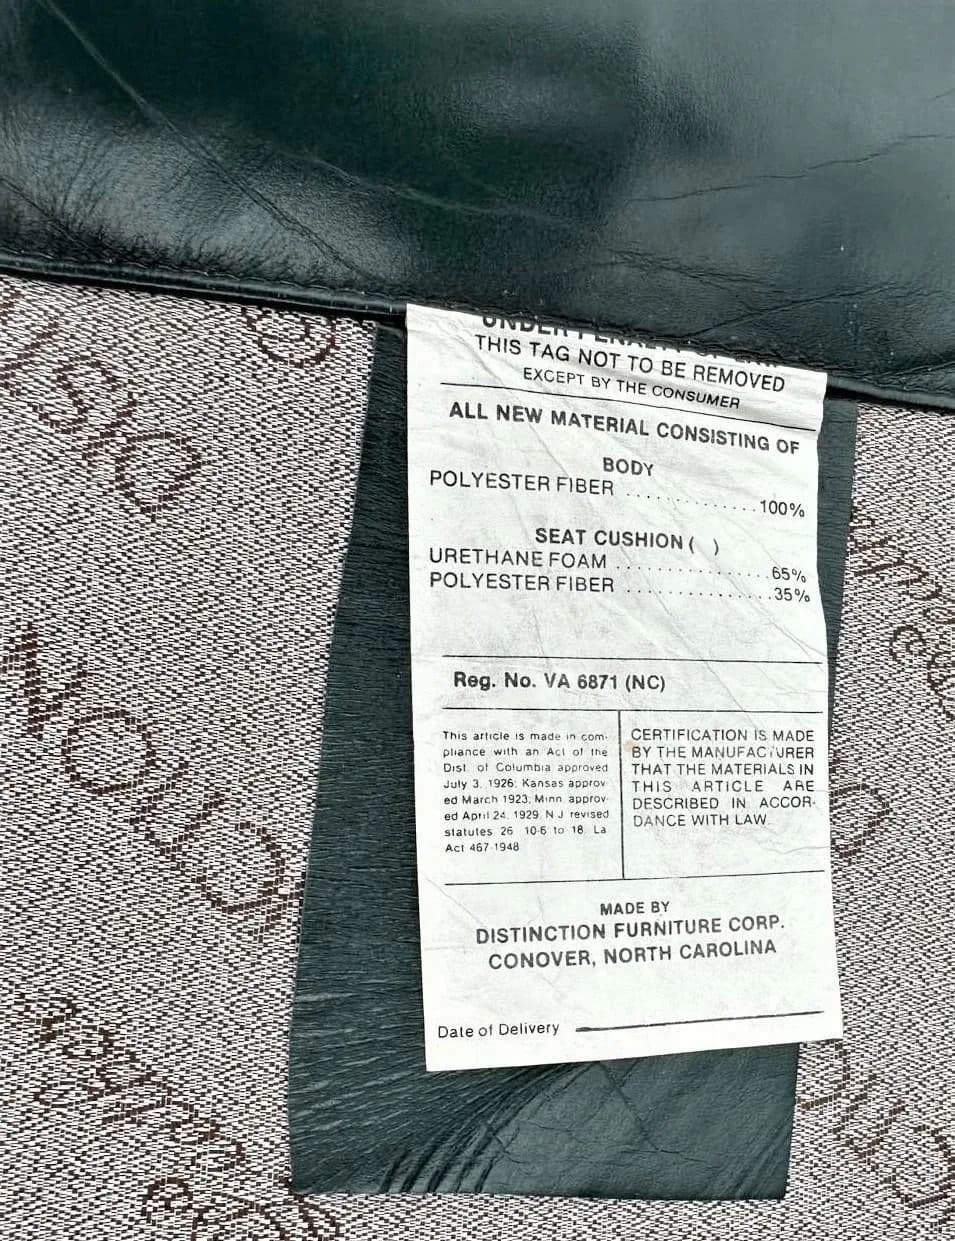 UNDER PENALTY OF LAW
THIS TAG NOT TO BE REMOVED
EXCEPT BY THE CONSUMER
ALL NEW MATERIAL CONSISTING OF
BODY
POLYESTER FIBER ............ 100%
SEAT CUSHION ( )
URETHANE FOAM ............ 65%
POLYESTER FIBER ............ 35%
Reg. No. VA 6871 (NC)
This article is made in com-
pliance with an Act of the
Dist. of Columbia approved
July 3, 1926; Kansas approv-
ed March 1923; Minn. approv-
ed April 24, 1929, N J revised
statutes 26 10-6 to 18, La
Act 467-1948
CERTIFICATION IS MADE
BY THE MANUFACTURER
THAT THE MATERIALS IN
THIS ARTICLE ARE
DESCRIBED IN ACCOR-
DANCE WITH LAW.
MADE BY
DISTINCTION FURNITURE CORP.
CONOVER, NORTH CAROLINA
Date of Delivery